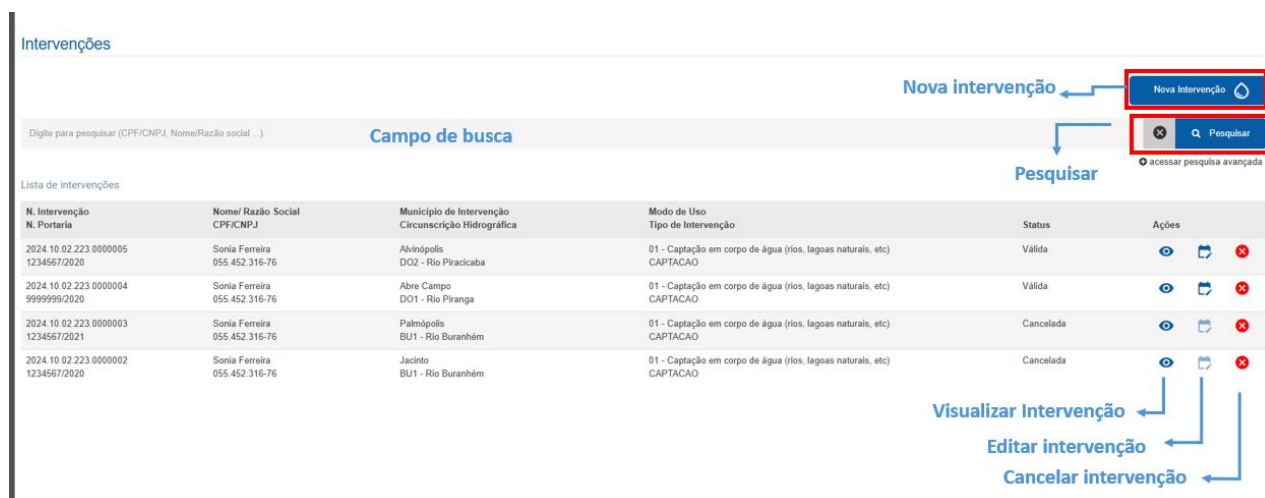 Intervenções
Nova intervenção
Nova Intervenção
Digite para pesquisar (CPF/CNPJ, Nome/Razão social ...)
Campo de busca
Pesquisar
Pesquisar
acessar pesquisa avançada
Lista de intervenções
N. Intervenção Nome/ Razão Social Município de Intervenção Modo de Uso
N. Portaria CPF/CNPJ Circunscrição Hidrográfica Tipo de Intervenção Status Ações
2024.10.02.223.0000005 Sonia Ferreira Alvinópolis 01 - Captação em corpo de água (rios, lagoas naturais, etc) Válida
1234567/2020 055.452.316-76 DO2 - Rio Piracicaba CAPTACAO
2024.10.02.223.0000004 Sonia Ferreira Abre Campo 01 - Captação em corpo de água (rios, lagoas naturais, etc) Válida
9999999/2020 055.452.316-76 DO1 - Rio Piranga CAPTACAO
2024.10.02.223.0000003 Sonia Ferreira Palmópolis 01 - Captação em corpo de água (rios, lagoas naturais, etc) Cancelada
1234567/2021 055.452.316-76 BU1 - Rio Buranhém CAPTACAO
2024.10.02.223.0000002 Sonia Ferreira Jacinto 01 - Captação em corpo de água (rios, lagoas naturais, etc) Cancelada
1234567/2020 055.452.316-76 BU1 - Rio Buranhém CAPTACAO
Visualizar Intervenção
Editar intervenção
Cancelar intervenção